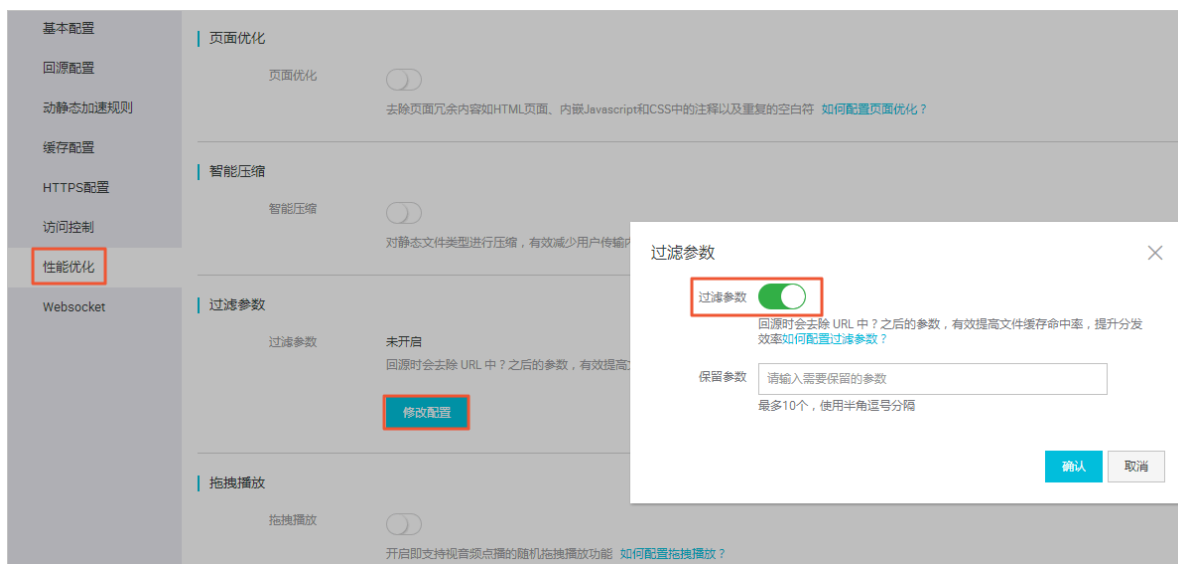 基本配置
回源配置
动静态加速规则
缓存配置
HTTPS配置
访问控制
性能优化
Websocket
页面优化
页面优化
去除页面冗余内容如HTML页面、内嵌Javascript和CSS中的注释以及重复的空白符 如何配置页面优化？
智能压缩
智能压缩
对静态文件类型进行压缩，有效减少用户传输内
过滤参数
过滤参数
未开启
回源时会去除 URL 中？之后的参数，有效提高
修改配置
拖拽播放
拖拽播放
开启即支持视音频点播的随机拖拽播放功能 如何配置拖拽播放？
过滤参数
过滤参数
回源时会去除 URL 中？之后的参数，有效提高文件缓存命中率，提升分发
效率如何配置过滤参数？
保留参数
请输入需要保留的参数
最多10个，使用半角逗号分隔
确认
取消